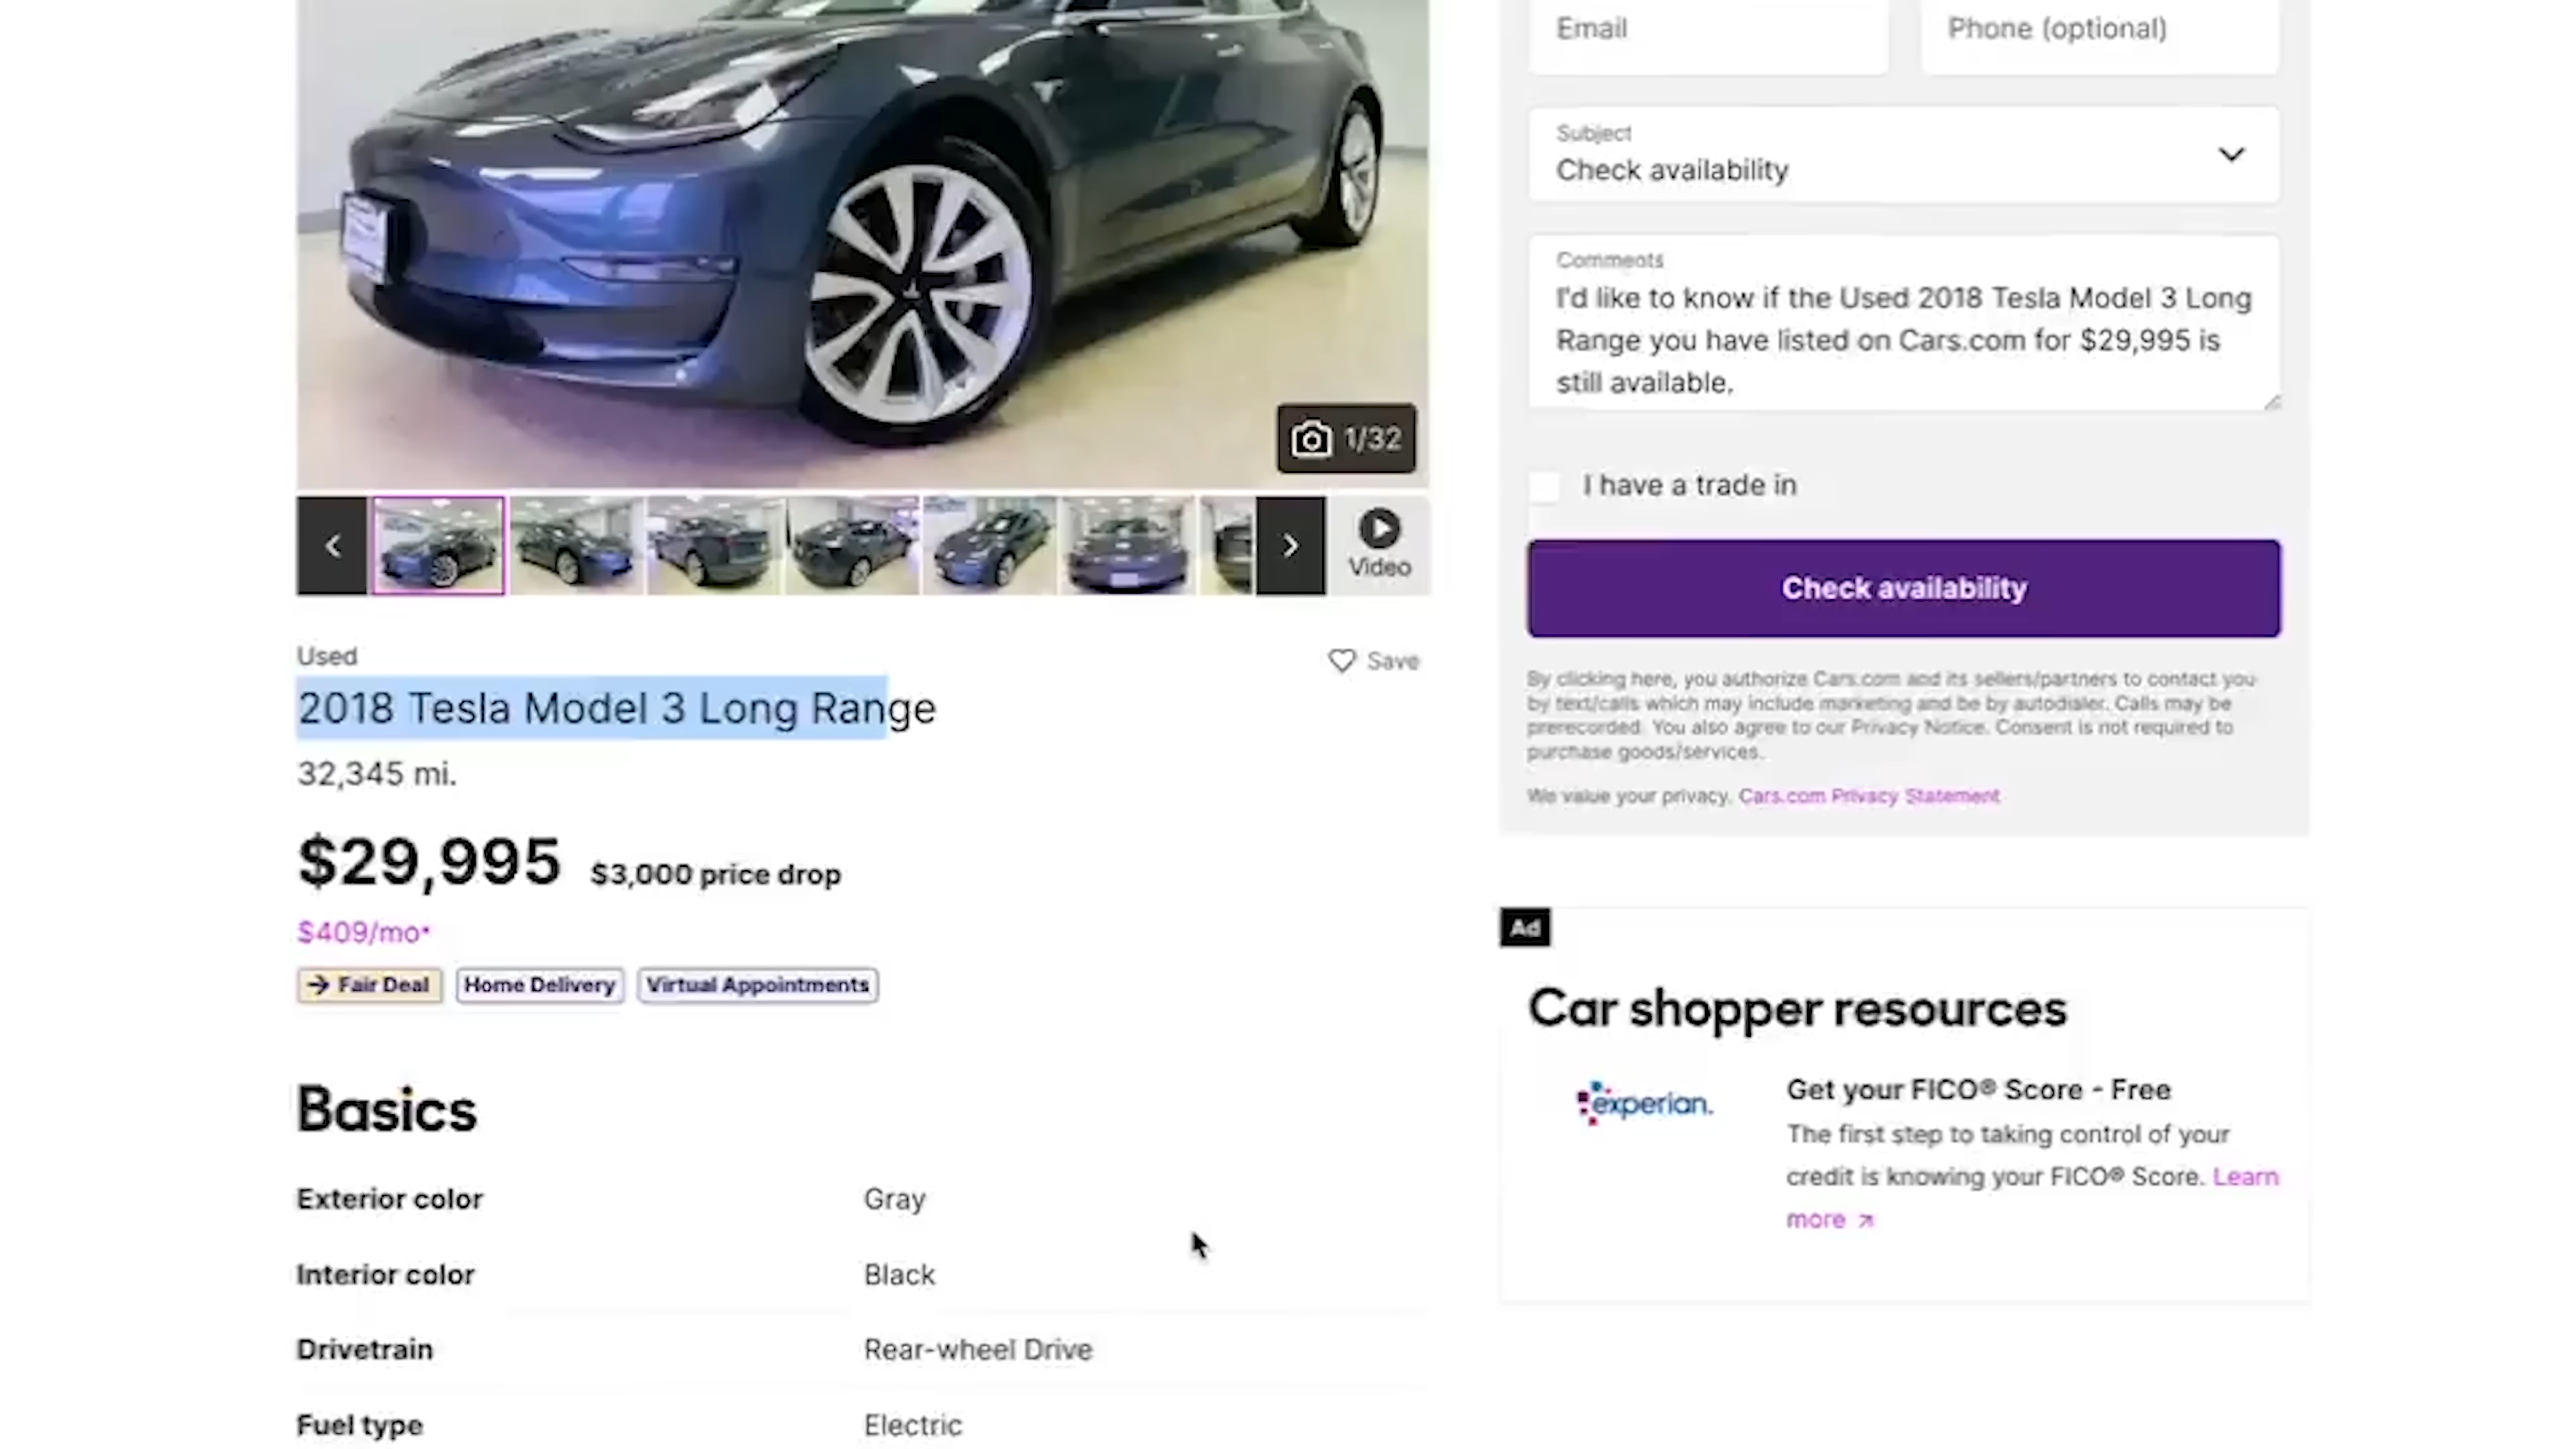 Email
Phone (optional)
Subject
Check availability
Comments
I'd like to know if the Used 2018 Tesla Model 3 Long
Range you have listed on Cars.com for $29,995 is
still available.
1/32
I have a trade in
Video
Check availability
Used
Save
2018 Tesla Model 3 Long Range
32,345 mi.
By clicking here, you authorize Cars.com and its sellers/partners to contact you
by text/calls which may include marketing and be by autodialer. Calls may be
prerecorded. You also agree to our Privacy Notice. Consent is not required to
purchase goods/services.
We value your privacy. Cars.com Privacy Statement
$29,995 $3,000 price drop
$409/mo*
Fair Deal
Home Delivery
Virtual Appointments
Ad
Car shopper resources
experian.
Get your FICO® Score - Free
The first step to taking control of your
credit is knowing your FICO® Score. Learn
more
Basics
Exterior color Gray
Interior color Black
Drivetrain Rear-wheel Drive
Fuel type Electric